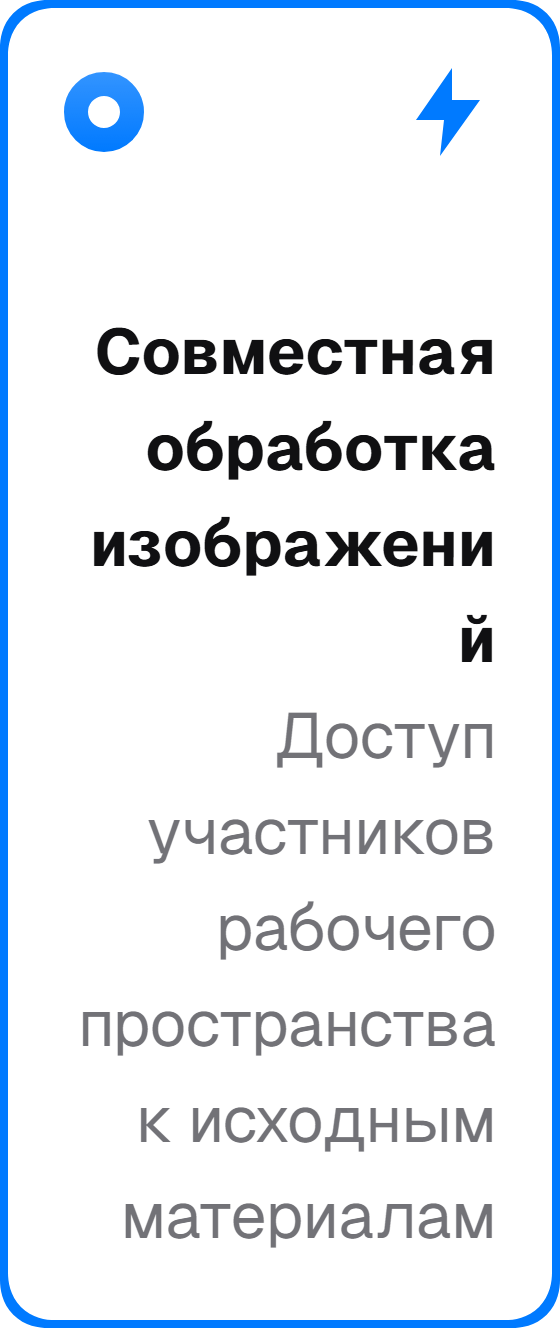 Совместная
обработка
изображени
й
Доступ
участников
рабочего
пространства
к исходным
материалам